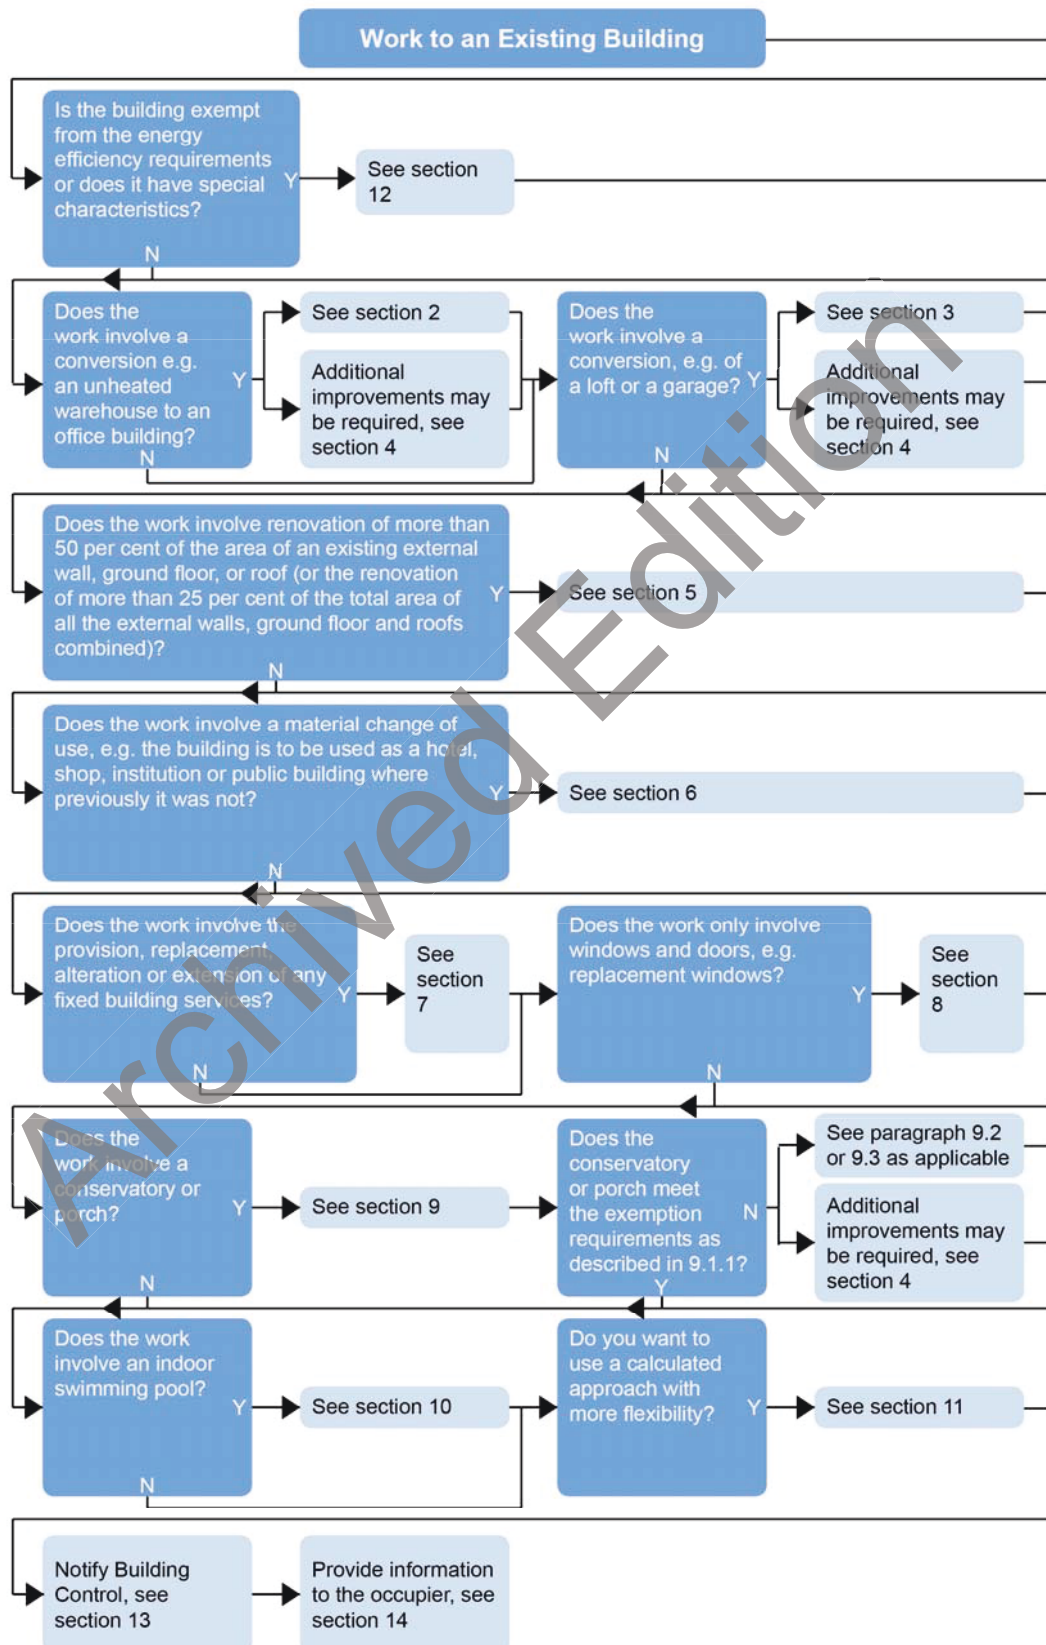 Work to an Existing Building
Is the building exempt
from the energy
efficiency requirements
or does it have special
characteristics?
Y
N
See section
12
Does the
work involve a
conversion e.g.
an unheated
warehouse to an
office building?
Y
N
See section 2
Additional
improvements may
be required, see
section 4
Does the
work involve a
conversion, e.g. of
a loft or a garage?
Y
N
See section 3
Additional
improvements may
be required, see
section 4
Does the work involve renovation of more than
50 per cent of the area of an existing external
wall, ground floor, or roof (or the renovation
of more than 25 per cent of the total area of
all the external walls, ground floor and roofs
combined)?
Y
N
See section 5
Does the work involve a material change of
use, e.g. the building is to be used as a hotel,
shop, institution or public building where
previously it was not?
Y
N
See section 6
Does the work involve the
provision, replacement,
alteration or extension of any
fixed building services?
Y
N
See
section
7
Does the work only involve
windows and doors, e.g.
replacement windows?
Y
N
See
section
8
Does the
work involve a
conservatory or
porch?
Y
N
See section 9
Does the
conservatory
or porch meet
the exemption
requirements as
described in 9.1.1?
N
Y
See paragraph 9.2
or 9.3 as applicable
Additional
improvements may
be required, see
section 4
Does the work
involve an indoor
swimming pool?
Y
N
See section 10
Do you want to
use a calculated
approach with
more flexibility?
Y
See section 11
Notify Building
Control, see
section 13
Provide information
to the occupier, see
section 14
Archived Edition